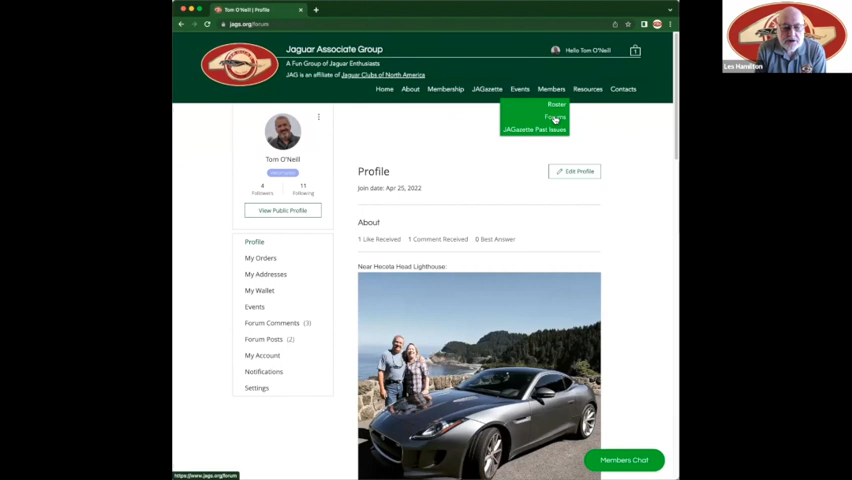 Tom O'Neill | Profile
jags.org/forum
Jaguar Associate Group
A Fun Group of Jaguar Enthusiasts
JAG is an affiliate of Jaguar Clubs of North America
Hello Tom O'Neill
1
Home About Membership JAGazette Events Members Resources Contacts
Roster
Forums
JAGazette Past Issues
Tom O'Neill
4 11
Followers Following
View Public Profile
Profile
My Orders
My Addresses
My Wallet
Events
Forum Comments (3)
Forum Posts (2)
My Account
Notifications
Settings
Profile
Edit Profile
Join date: Apr 25, 2022
About
1 Like Received 1 Comment Received 0 Best Answer
Near Heceta Head Lighthouse:
Members Chat
https://www.jags.org/forum
Les Hamilton